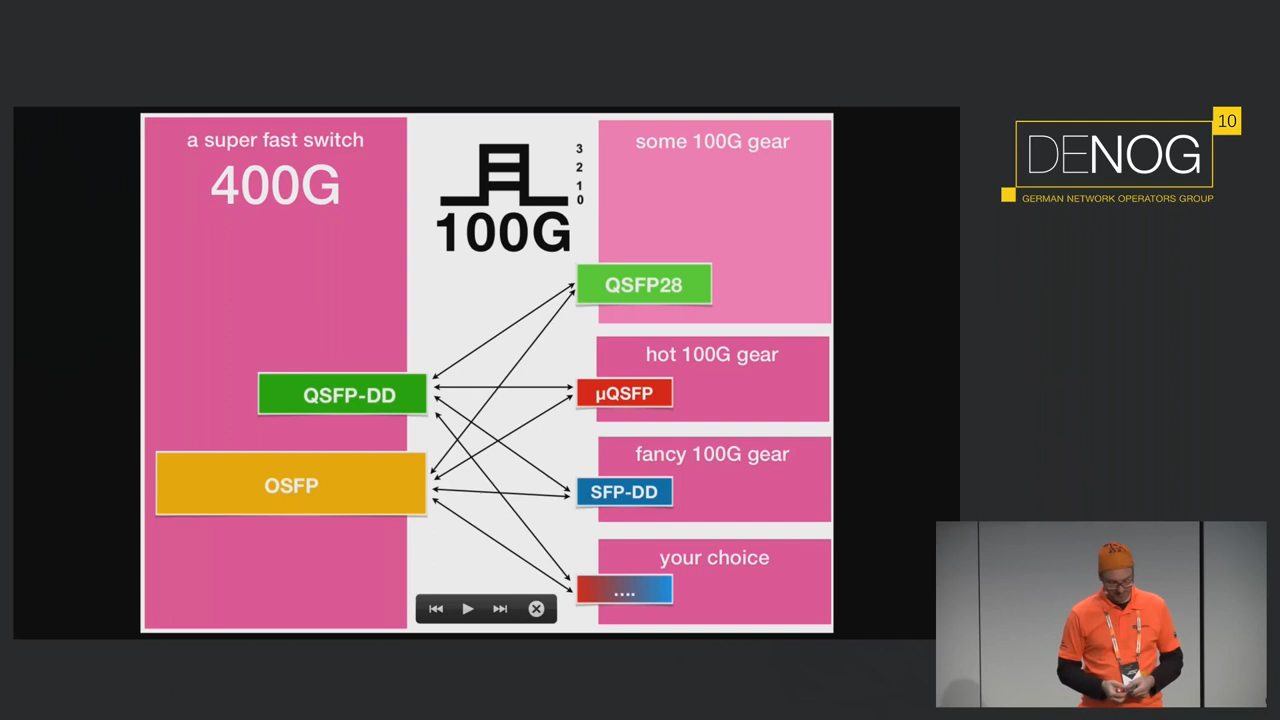 a super fast switch
400G
3
2
1
0
100G
some 100G gear
QSFP28
hot 100G gear
QSFP-DD
µQSFP
fancy 100G gear
OSFP
SFP-DD
your choice
....
DENOG
10
GERMAN NETWORK OPERATORS GROUP